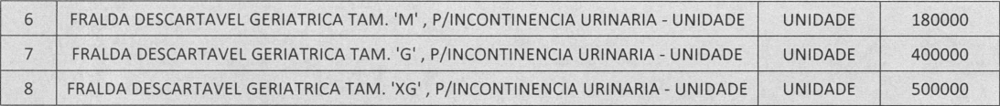 6 FRALDA DESCARTAVEL GERIATRICA TAM. 'M' , P/INCONTINENCIA URINARIA - UNIDADE UNIDADE 180000
7 FRALDA DESCARTAVEL GERIATRICA TAM. 'G' , P/INCONTINENCIA URINARIA - UNIDADE UNIDADE 400000
8 FRALDA DESCARTAVEL GERIATRICA TAM. 'XG' , P/INCONTINENCIA URINARIA - UNIDADE UNIDADE 500000